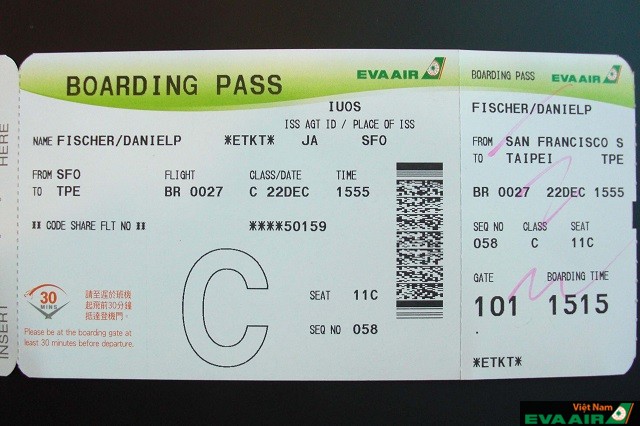 HERE
INSERT
BOARDING PASS
EVA AIR
IUOS
ISS AGT ID / PLACE OF ISS
NAME FISCHER/DANIELP *ETKT* JA SFO
FROM SFO FLIGHT CLASS/DATE TIME
TO TPE BR 0027 C 22DEC 1555
** CODE SHARE FLT NO ** ****50159
C
30
MINS
請至遲於班機
起飛前30分鐘
抵達登機門。
Please be at the boarding gate at
least 30 minutes before departure.
SEAT 11C
SEQ NO 058
BOARDING PASS EVA AIR
FISCHER/DANIELP
FROM SAN FRANCISCO S
TO TAIPEI TPE
BR 0027 22DEC 1555
SEQ NO CLASS SEAT
058 C 11C
GATE BOARDING TIME
101 1515
*ETKT*
Việt Nam
EVA AIR